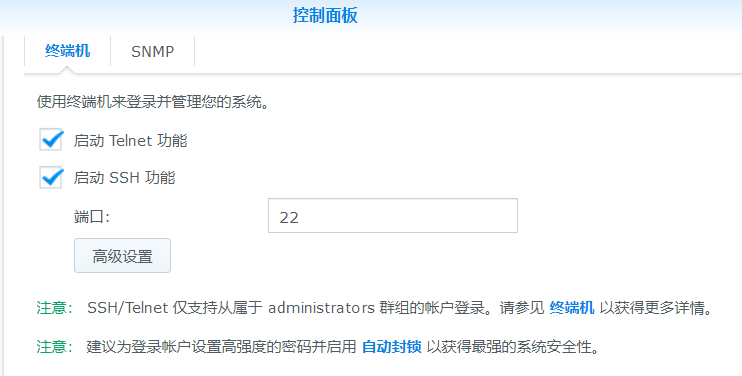 控制面板
终端机 SNMP
使用终端机来登录并管理您的系统。
启动 Telnet 功能
启动 SSH 功能
端口: 22
高级设置
注意: SSH/Telnet 仅支持从属于 administrators 群组的帐户登录。请参见 终端机 以获得更多详情。
注意: 建议为登录帐户设置高强度的密码并启用 自动封锁 以获得最强的系统安全性。